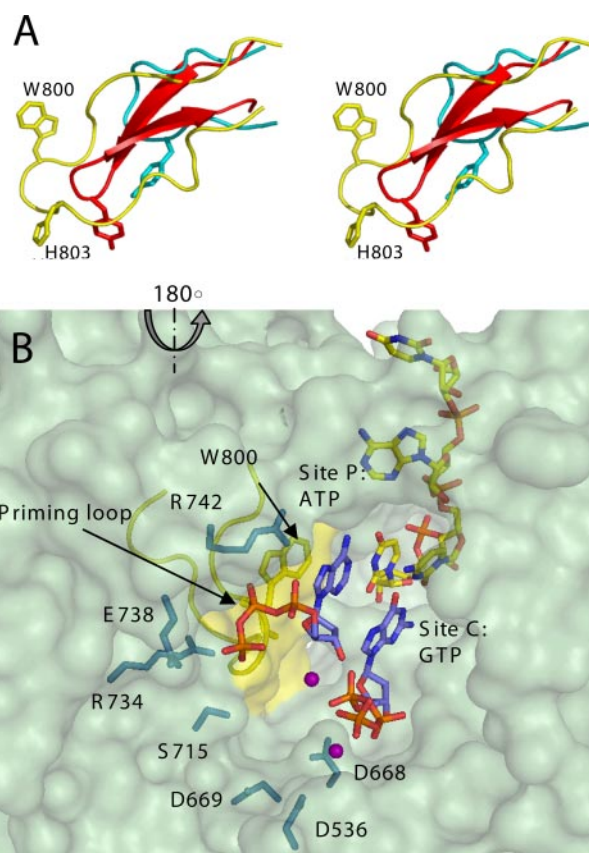 A
W800
W800
H803
H803
180°
B
W800
R742
Site P:
ATP
Priming loop
E738
Site C:
GTP
R734
S715
D668
D669
D536